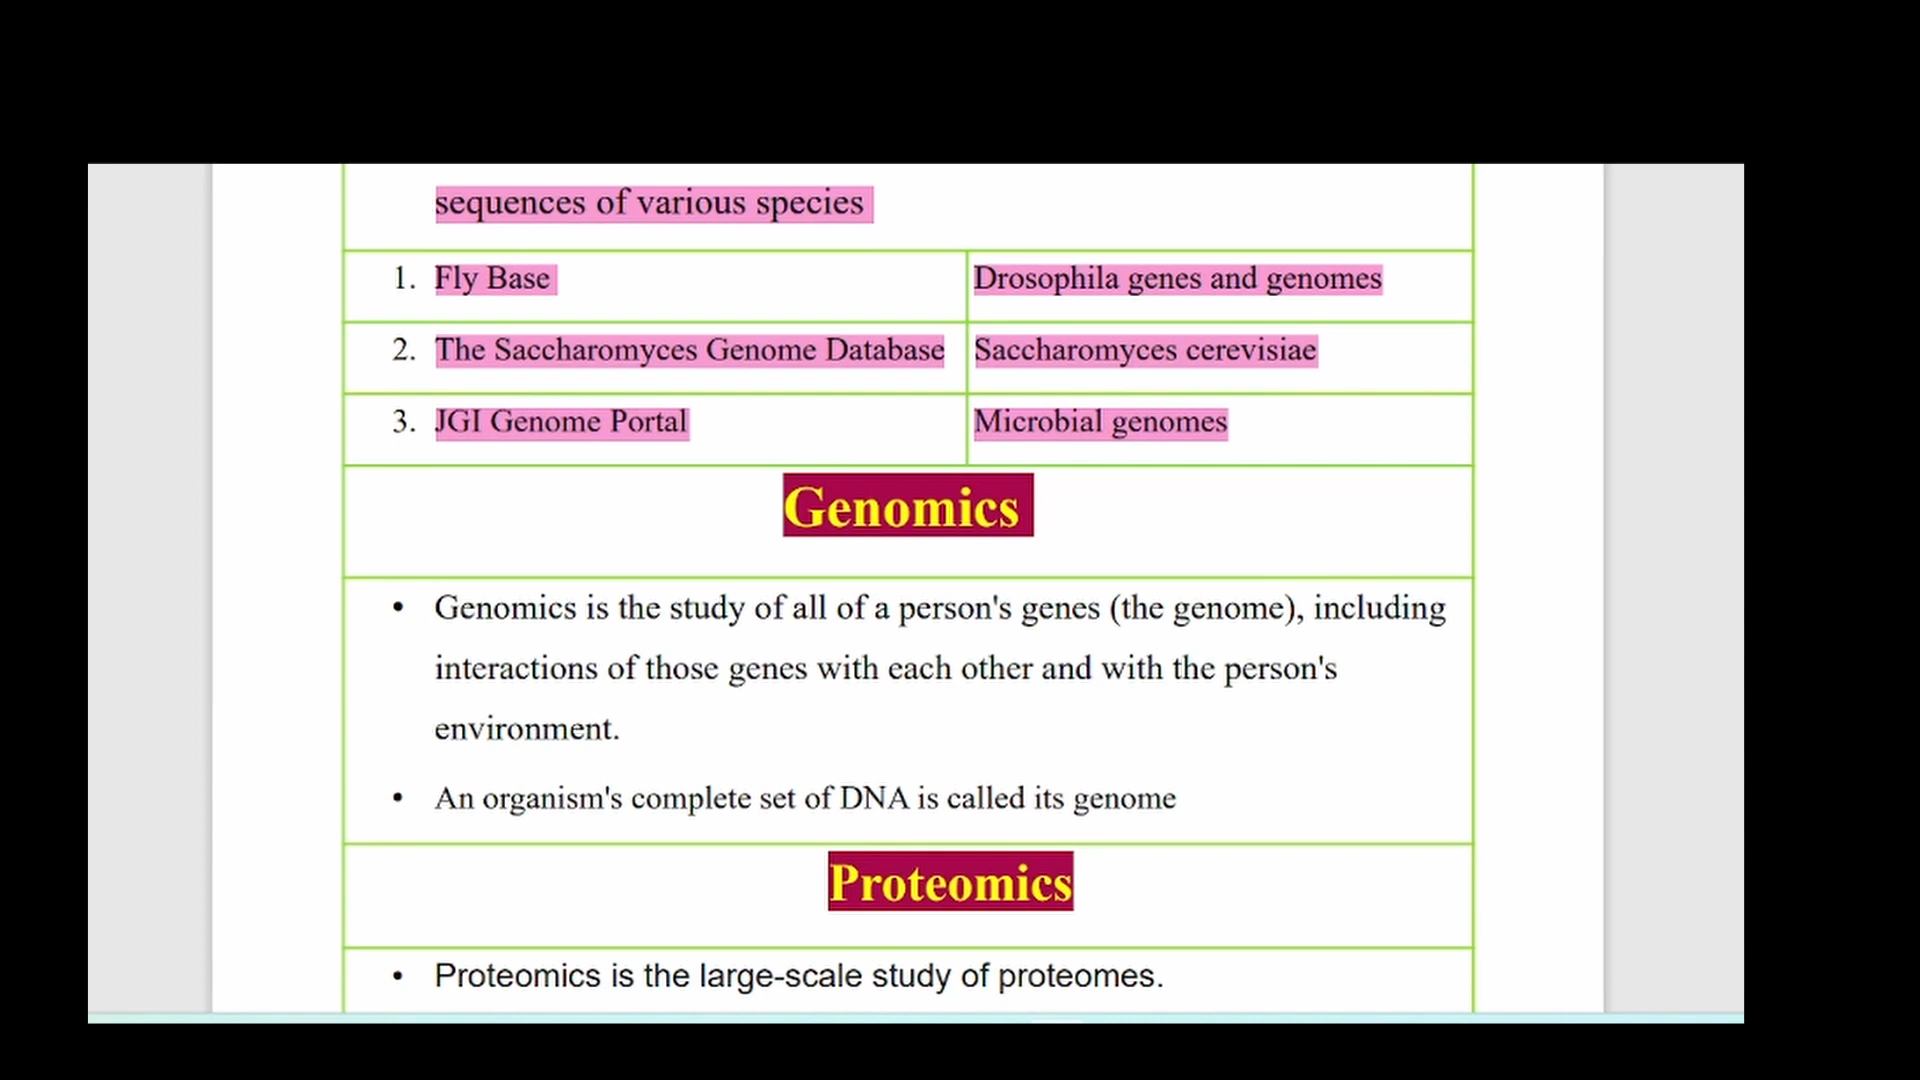 sequences of various species
1. Fly Base Drosophila genes and genomes
2. The Saccharomyces Genome Database Saccharomyces cerevisiae
3. JGI Genome Portal Microbial genomes
Genomics
• Genomics is the study of all of a person's genes (the genome), including
interactions of those genes with each other and with the person's
environment.
• An organism's complete set of DNA is called its genome
Proteomics
• Proteomics is the large-scale study of proteomes.